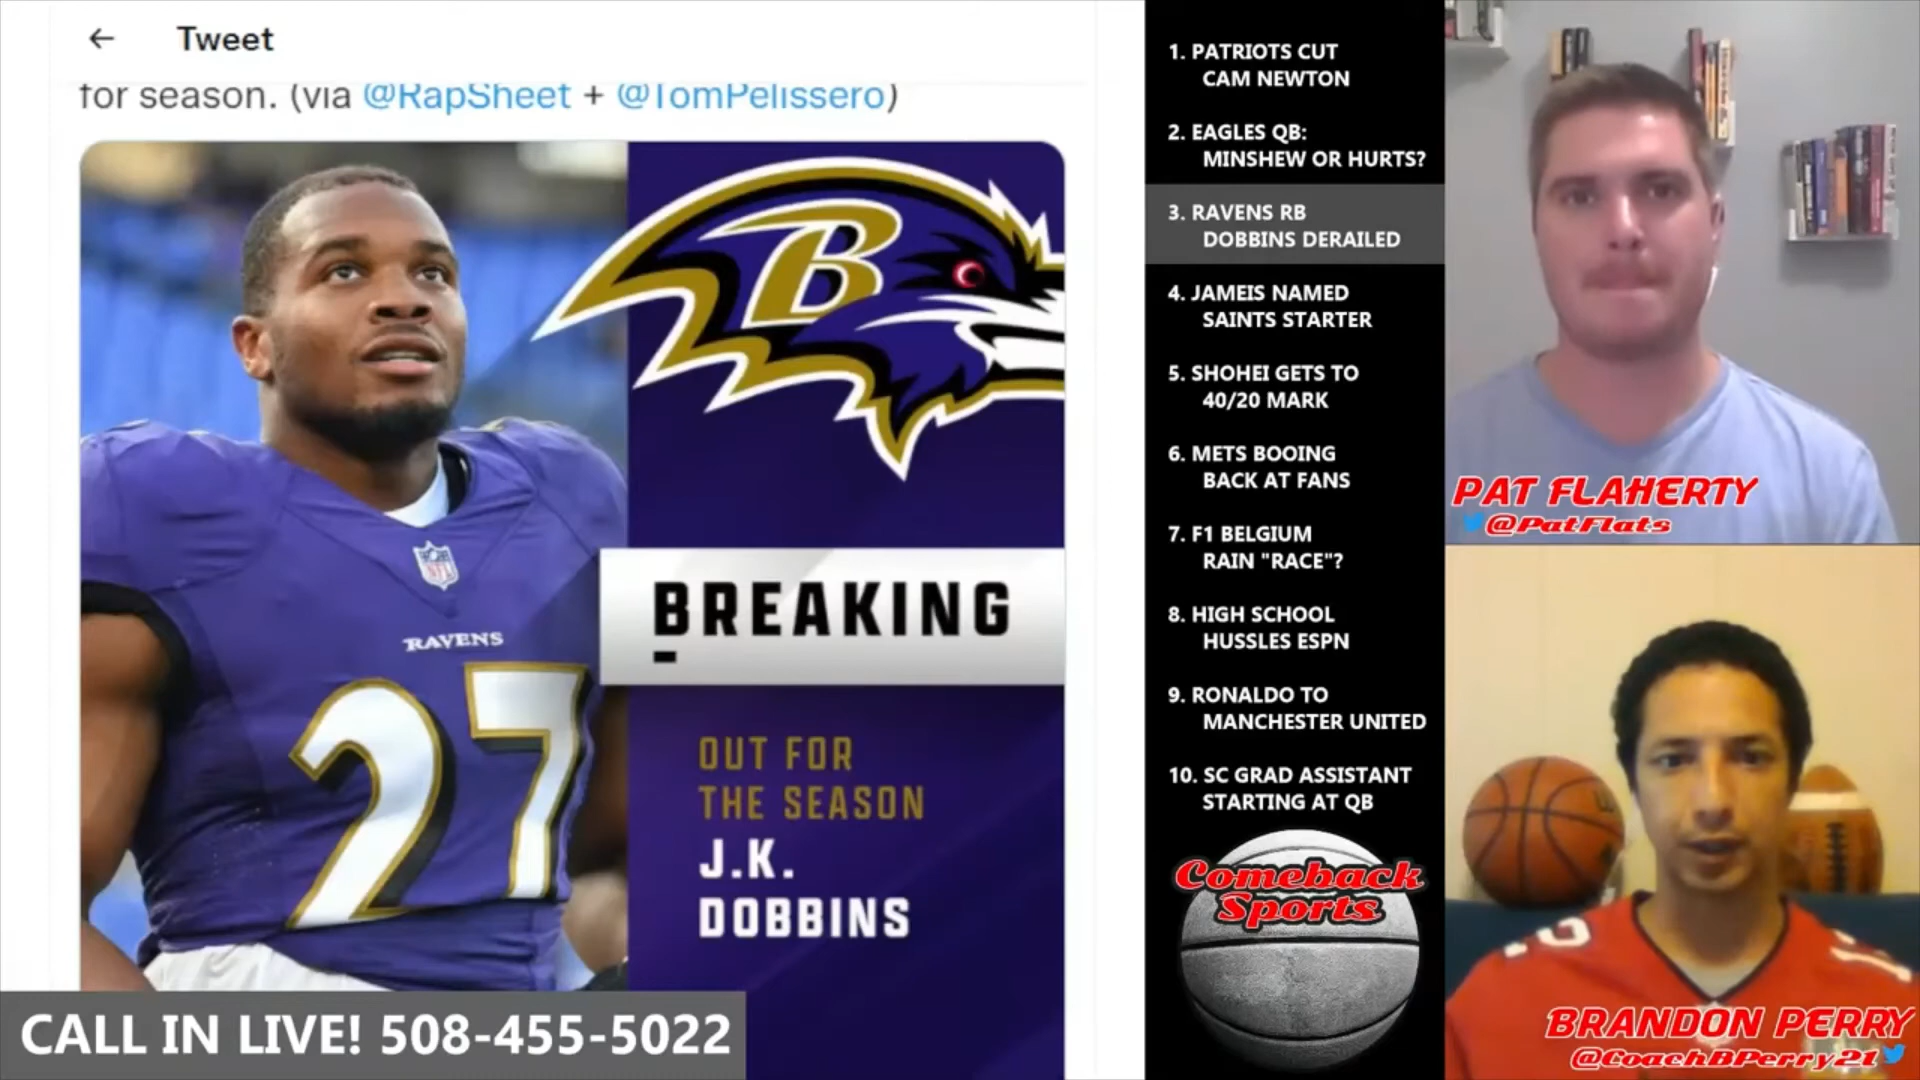 Tweet
for season. (via @RapSheet + @TomPelissero)
B
RAVENS
27
BREAKING
OUT FOR
THE SEASON
J.K.
DOBBINS
CALL IN LIVE! 508-455-5022
1. PATRIOTS CUT
CAM NEWTON
2. EAGLES QB:
MINSHEW OR HURTS?
3. RAVENS RB
DOBBINS DERAILED
4. JAMEIS NAMED
SAINTS STARTER
5. SHOHEI GETS TO
40/20 MARK
6. METS BOOING
BACK AT FANS
7. F1 BELGIUM
RAIN "RACE"?
8. HIGH SCHOOL
HUSSLES ESPN
9. RONALDO TO
MANCHESTER UNITED
10. SC GRAD ASSISTANT
STARTING AT QB
Comeback
Sports
PAT FLAHERTY
@PatFlats
BRANDON PERRY
@CoachBPerry21